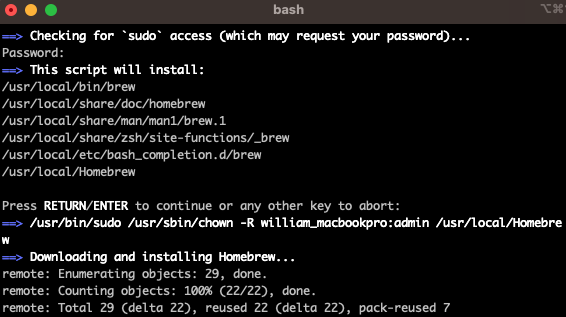 bash
⌥⌘1
==> Checking for `sudo` access (which may request your password)...
Password:
==> This script will install:
/usr/local/bin/brew
/usr/local/share/doc/homebrew
/usr/local/share/man/man1/brew.1
/usr/local/share/zsh/site-functions/_brew
/usr/local/etc/bash_completion.d/brew
/usr/local/Homebrew
Press RETURN/ENTER to continue or any other key to abort:
==> /usr/bin/sudo /usr/sbin/chown -R william_macbookpro:admin /usr/local/Homebre
w
==> Downloading and installing Homebrew...
remote: Enumerating objects: 29, done.
remote: Counting objects: 100% (22/22), done.
remote: Total 29 (delta 22), reused 22 (delta 22), pack-reused 7